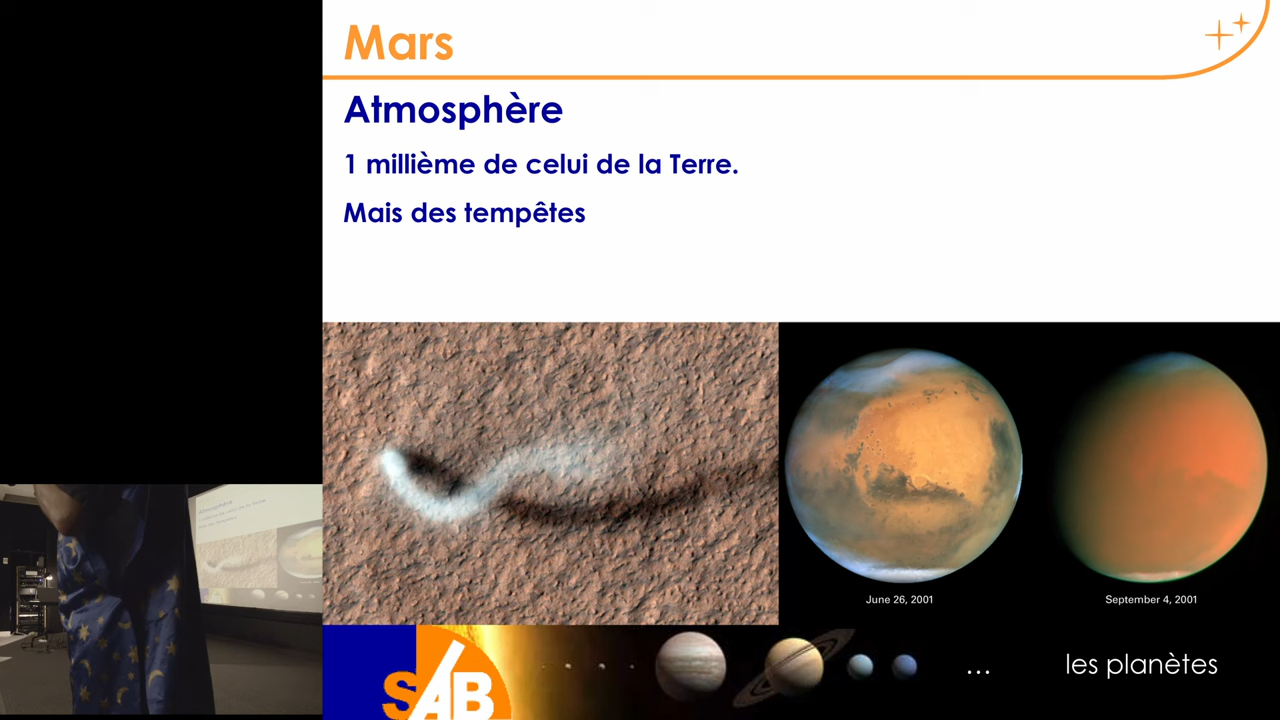 Mars
Atmosphère
1 millième de celui de la Terre.
Mais des tempêtes
June 26, 2001
September 4, 2001
SAB
...
les planètes